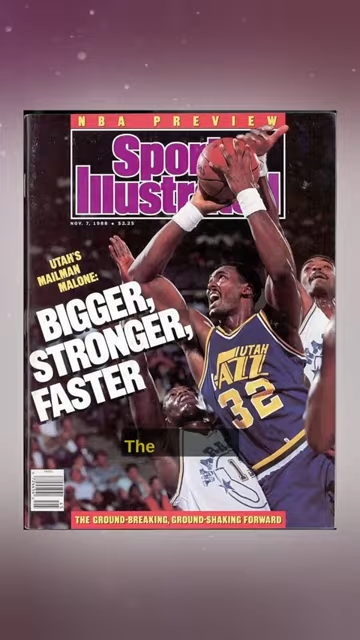 NBA PREVIEW
Sports
Illustrated
NOV. 7, 1988 • $2.25
UTAH'S
MAILMAN
MALONE:
BIGGER,
STRONGER,
FASTER
UTAH
JAZZ
32
The
THE GROUND-BREAKING, GROUND-SHAKING FORWARD